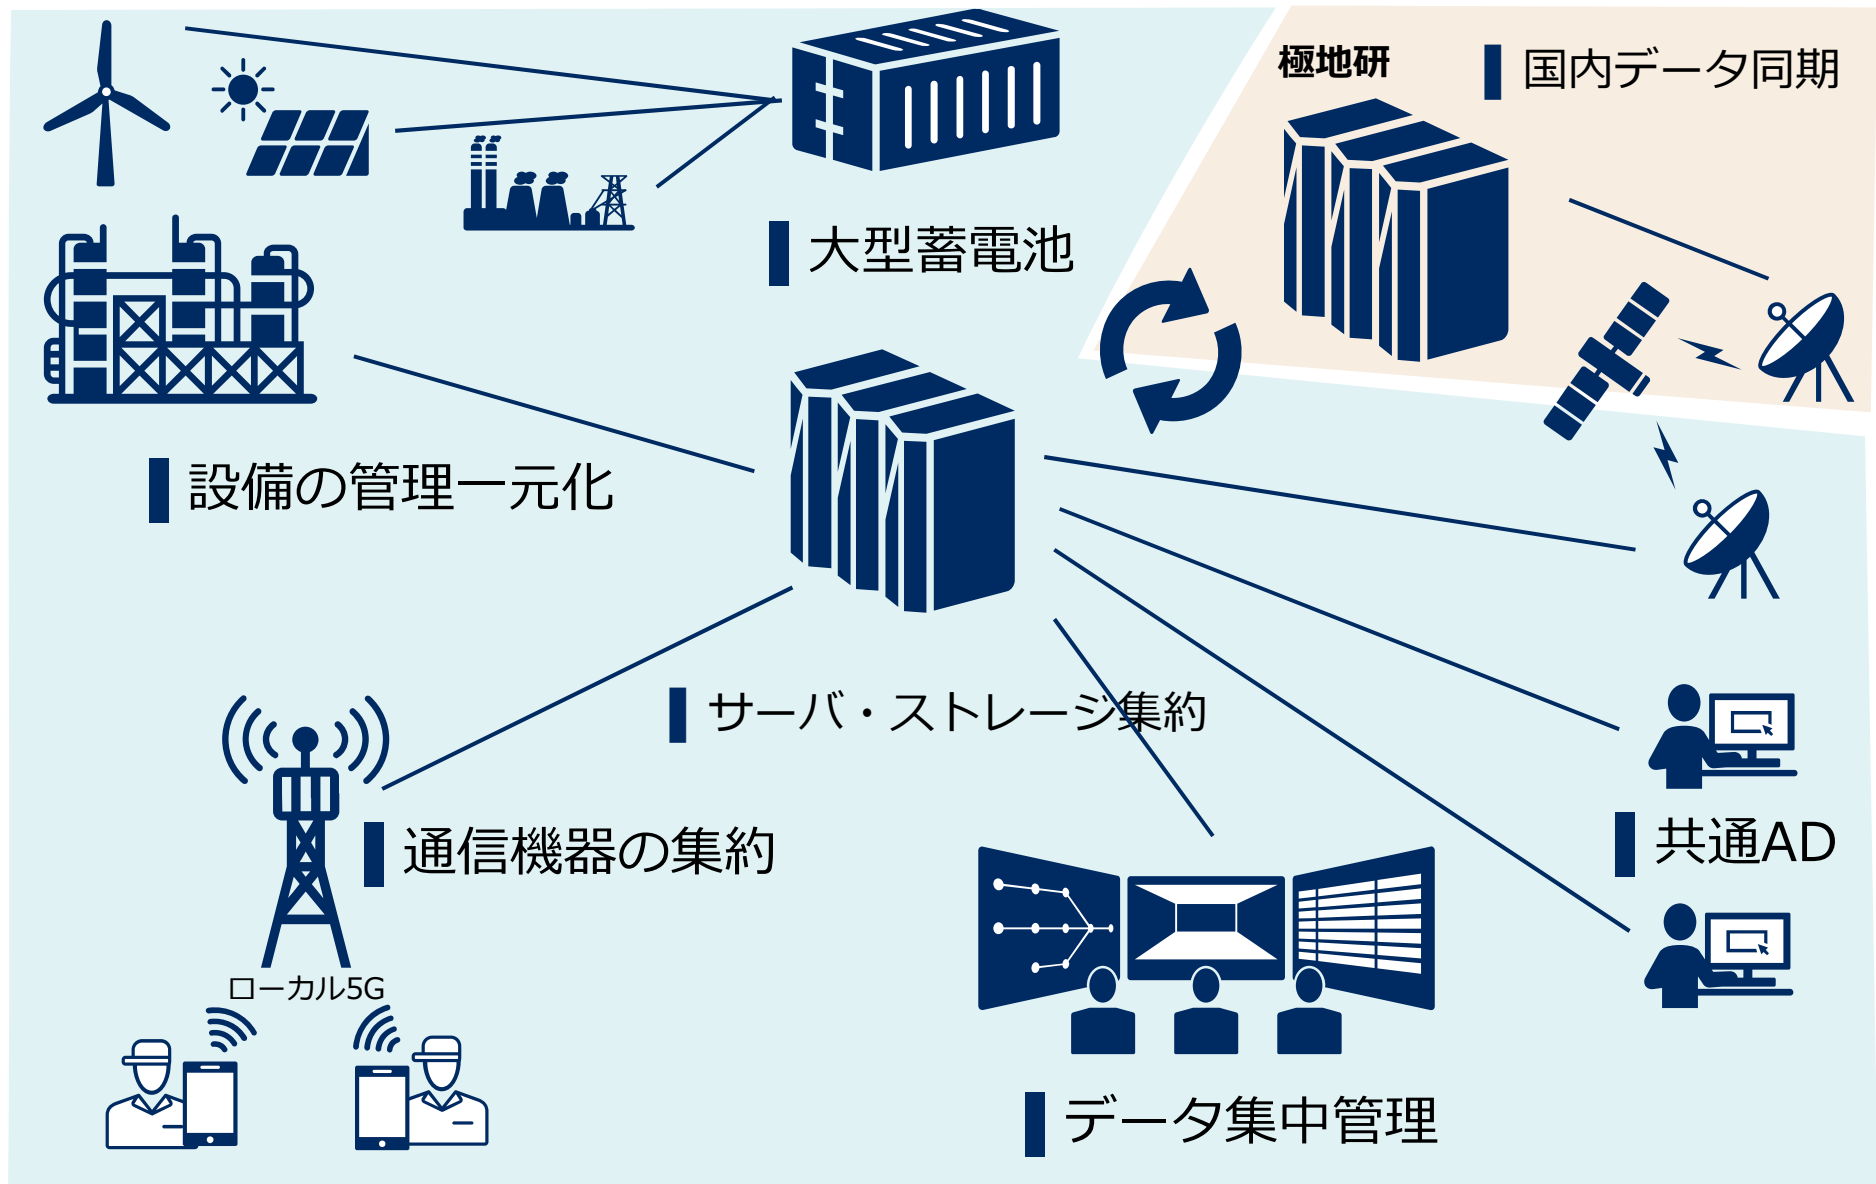 極地研
国内データ同期
大型蓄電池
設備の管理一元化
サーバ・ストレージ集約
通信機器の集約
共通AD
ローカル5G
データ集中管理